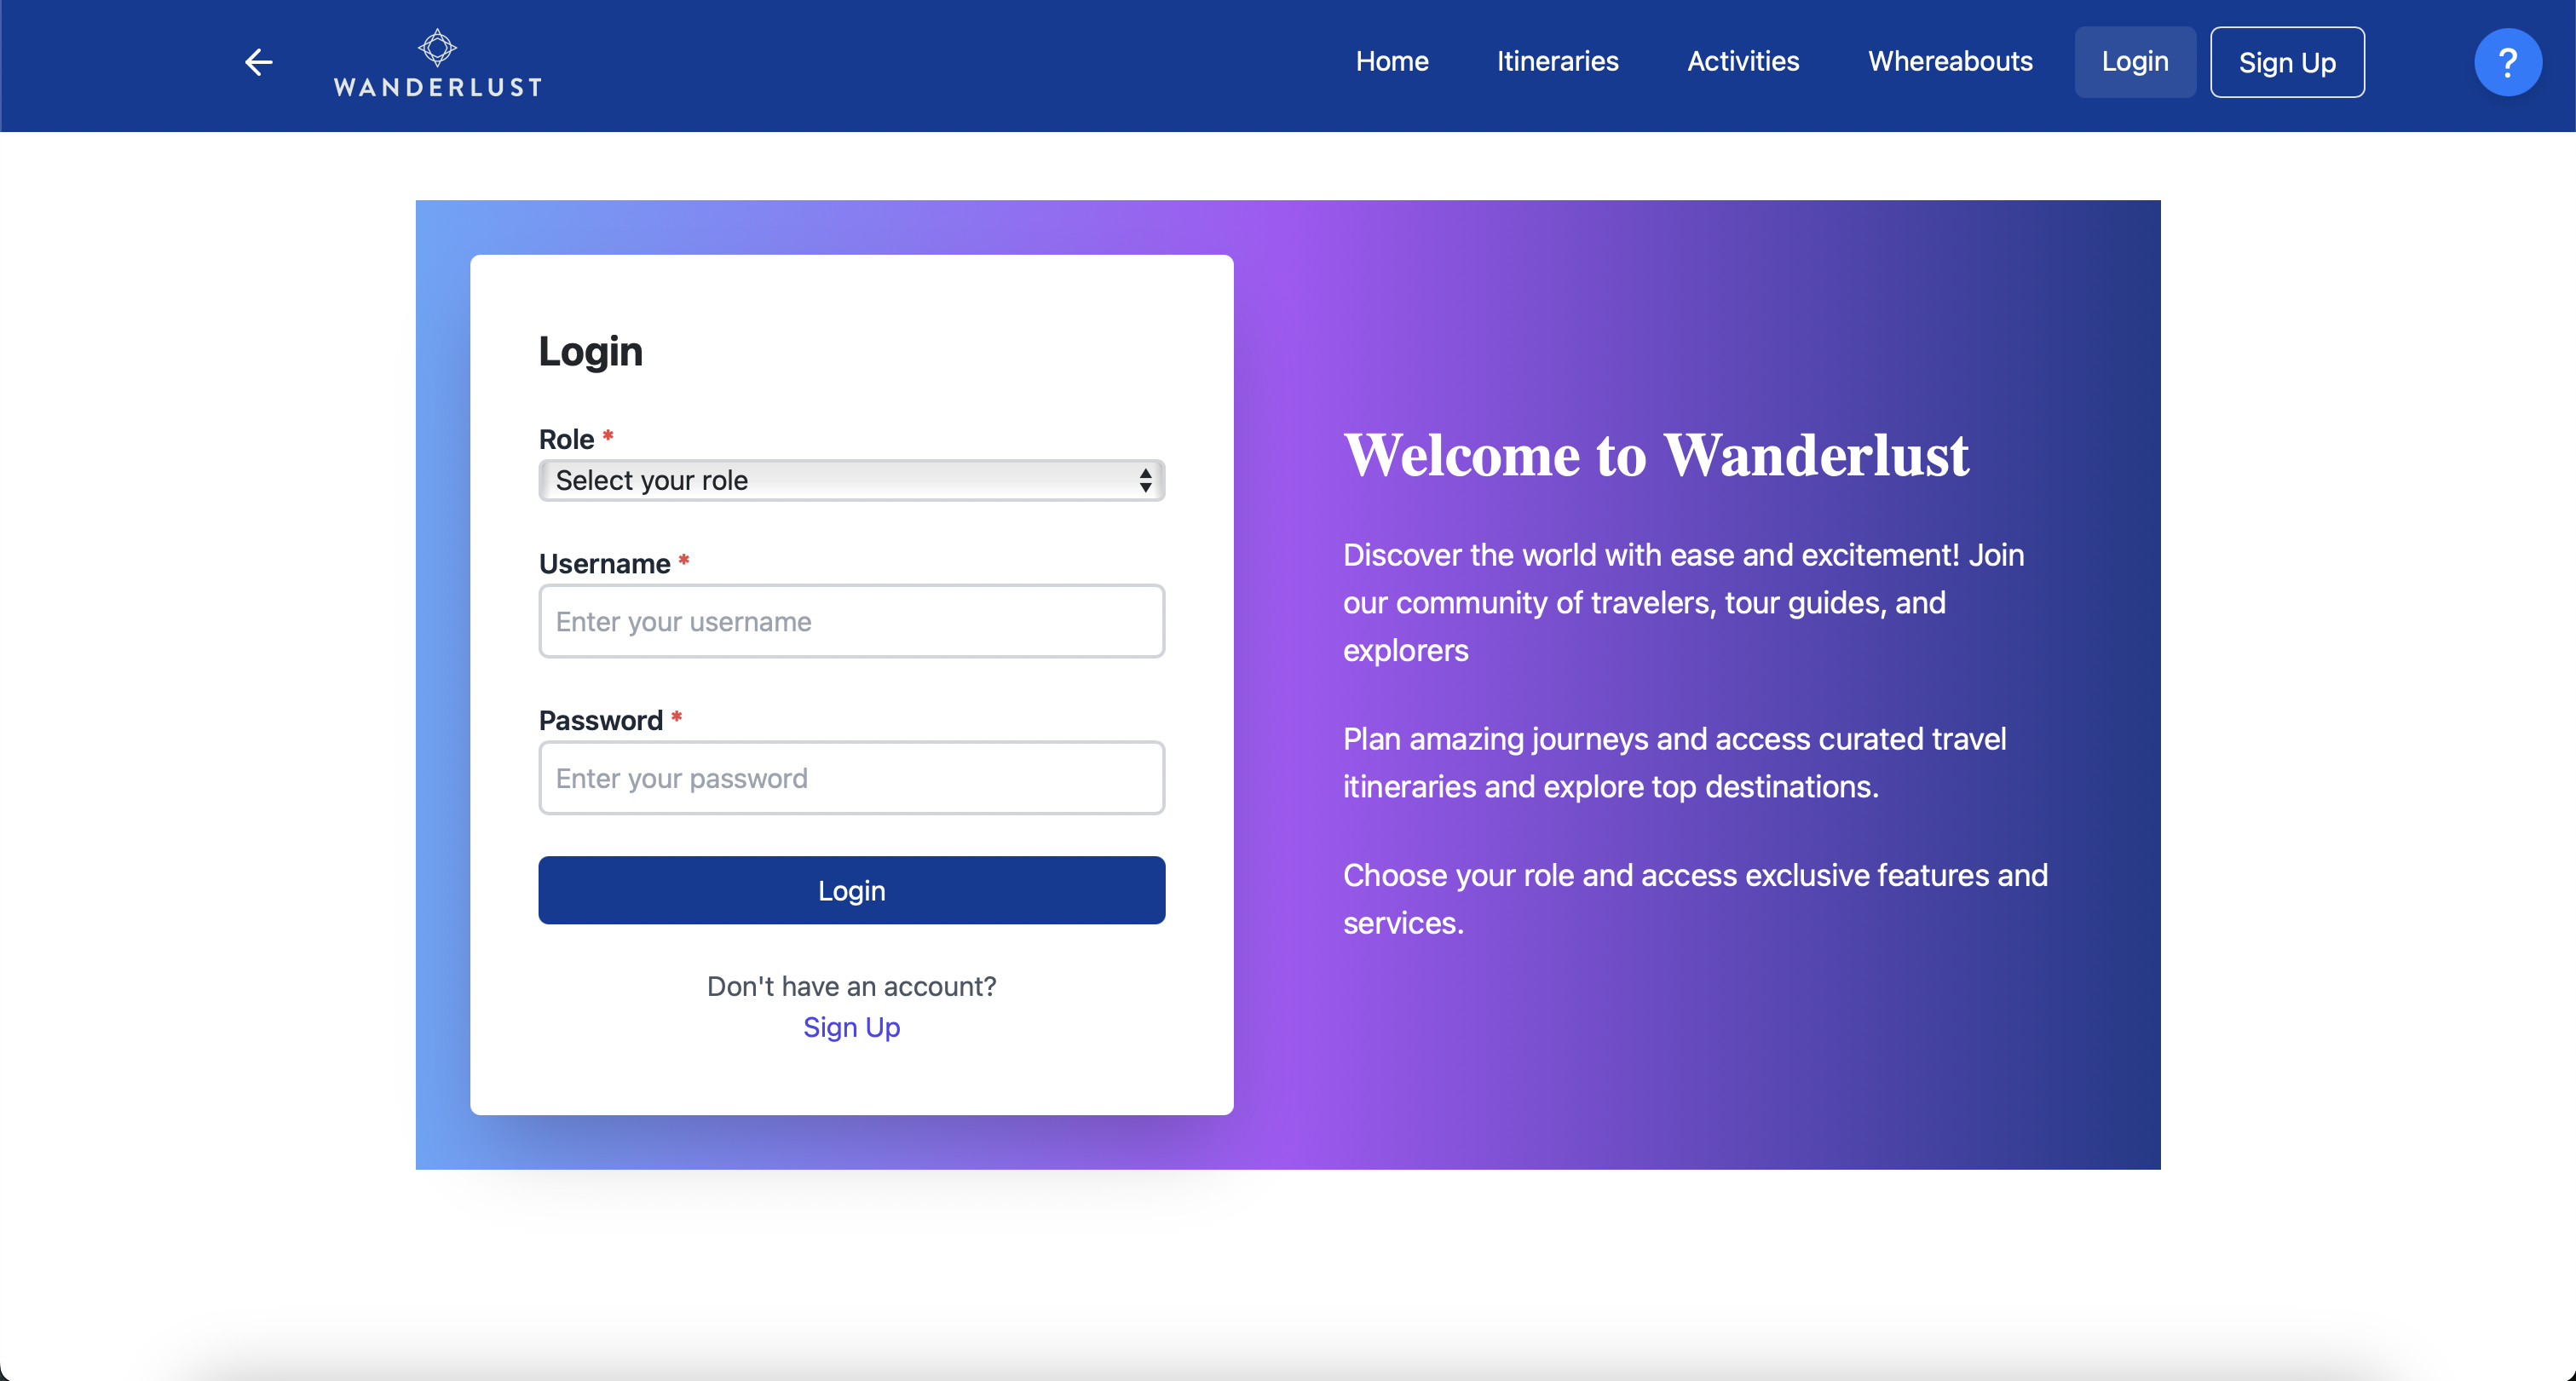 WANDERLUST
Home Itineraries Activities Whereabouts Login Sign Up ?
Login
Role *
Select your role
Username *
Enter your username
Password *
Enter your password
Login
Don't have an account?
Sign Up
Welcome to Wanderlust
Discover the world with ease and excitement! Join
our community of travelers, tour guides, and
explorers
Plan amazing journeys and access curated travel
itineraries and explore top destinations.
Choose your role and access exclusive features and
services.